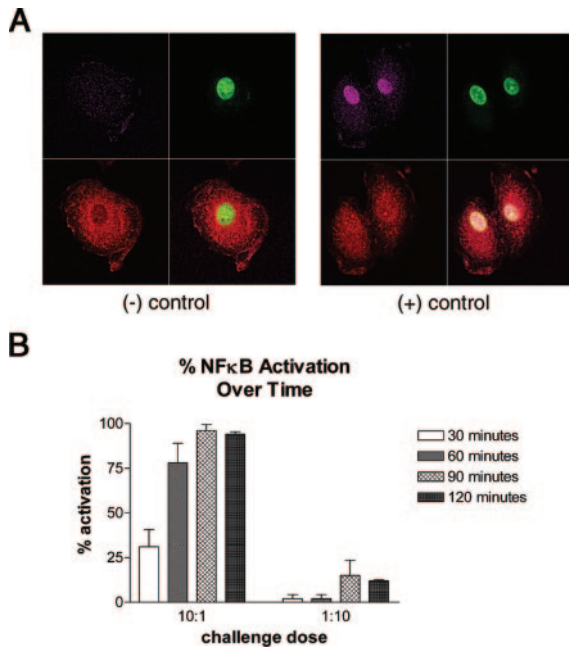 A
(-) control
(+) control
B
% NFκB Activation
Over Time
% activation
100
75
50
25
0
10:1
1:10
challenge dose
30 minutes
60 minutes
90 minutes
120 minutes